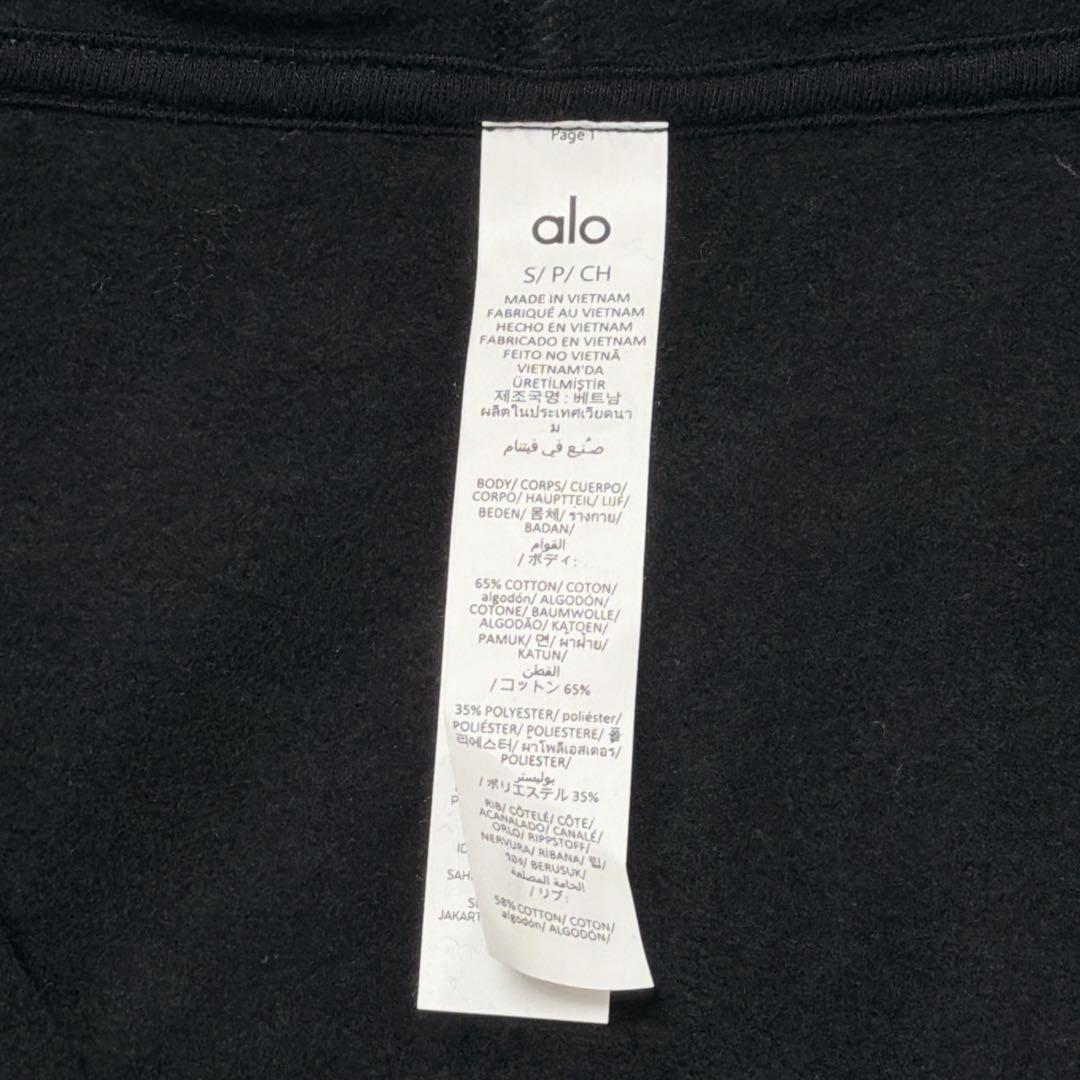 Page 1
alo
S/ P/ CH
MADE IN VIETNAM
FABRIQUÉ AU VIETNAM
HECHO EN VIETNAM
FABRICADO EN VIETNAM
FEITO NO VIETNÃ
VIETNAM'DA
ÜRETİLMİŞTİR
제조국명 : 베트남
ผลิตในประเทศเวียดนา
ม
صُنع في فيتنام
BODY/ CORPS/ CUERPO/
CORPO/ HAUPTTEIL/ LIJF/
BEDEN/ 몸체/ ร่างกาย/
BADAN/
القوام
/ ボディ:
65% COTTON/ COTON/
algodón/ ALGODÓN/
COTONE/ BAUMWOLLE/
ALGODÃO/ KATOEN/
PAMUK/ 면/ ผ้าฝ้าย/
KATUN/
القطن
/ コットン 65%
35% POLYESTER/ poliéster/
POLIÉSTER/ POLIESTERE/ 폴
리에스터/ ผ้าโพลีเอสเตอร์/
POLIESTER/
بوليستر
/ ポリエステル 35%
RIB/ CÔTELÉ/ CÔTE/
ACANALADO/ CANALÉ/
ORLO/ RIPPSTOFF/
NERVURA/ RIBANA/ 립/
ร่อง/ BERUSUK/
الحامة المضلعة
/ リブ:
58% COTTON/ COTON/
algodón/ ALGODÓN/